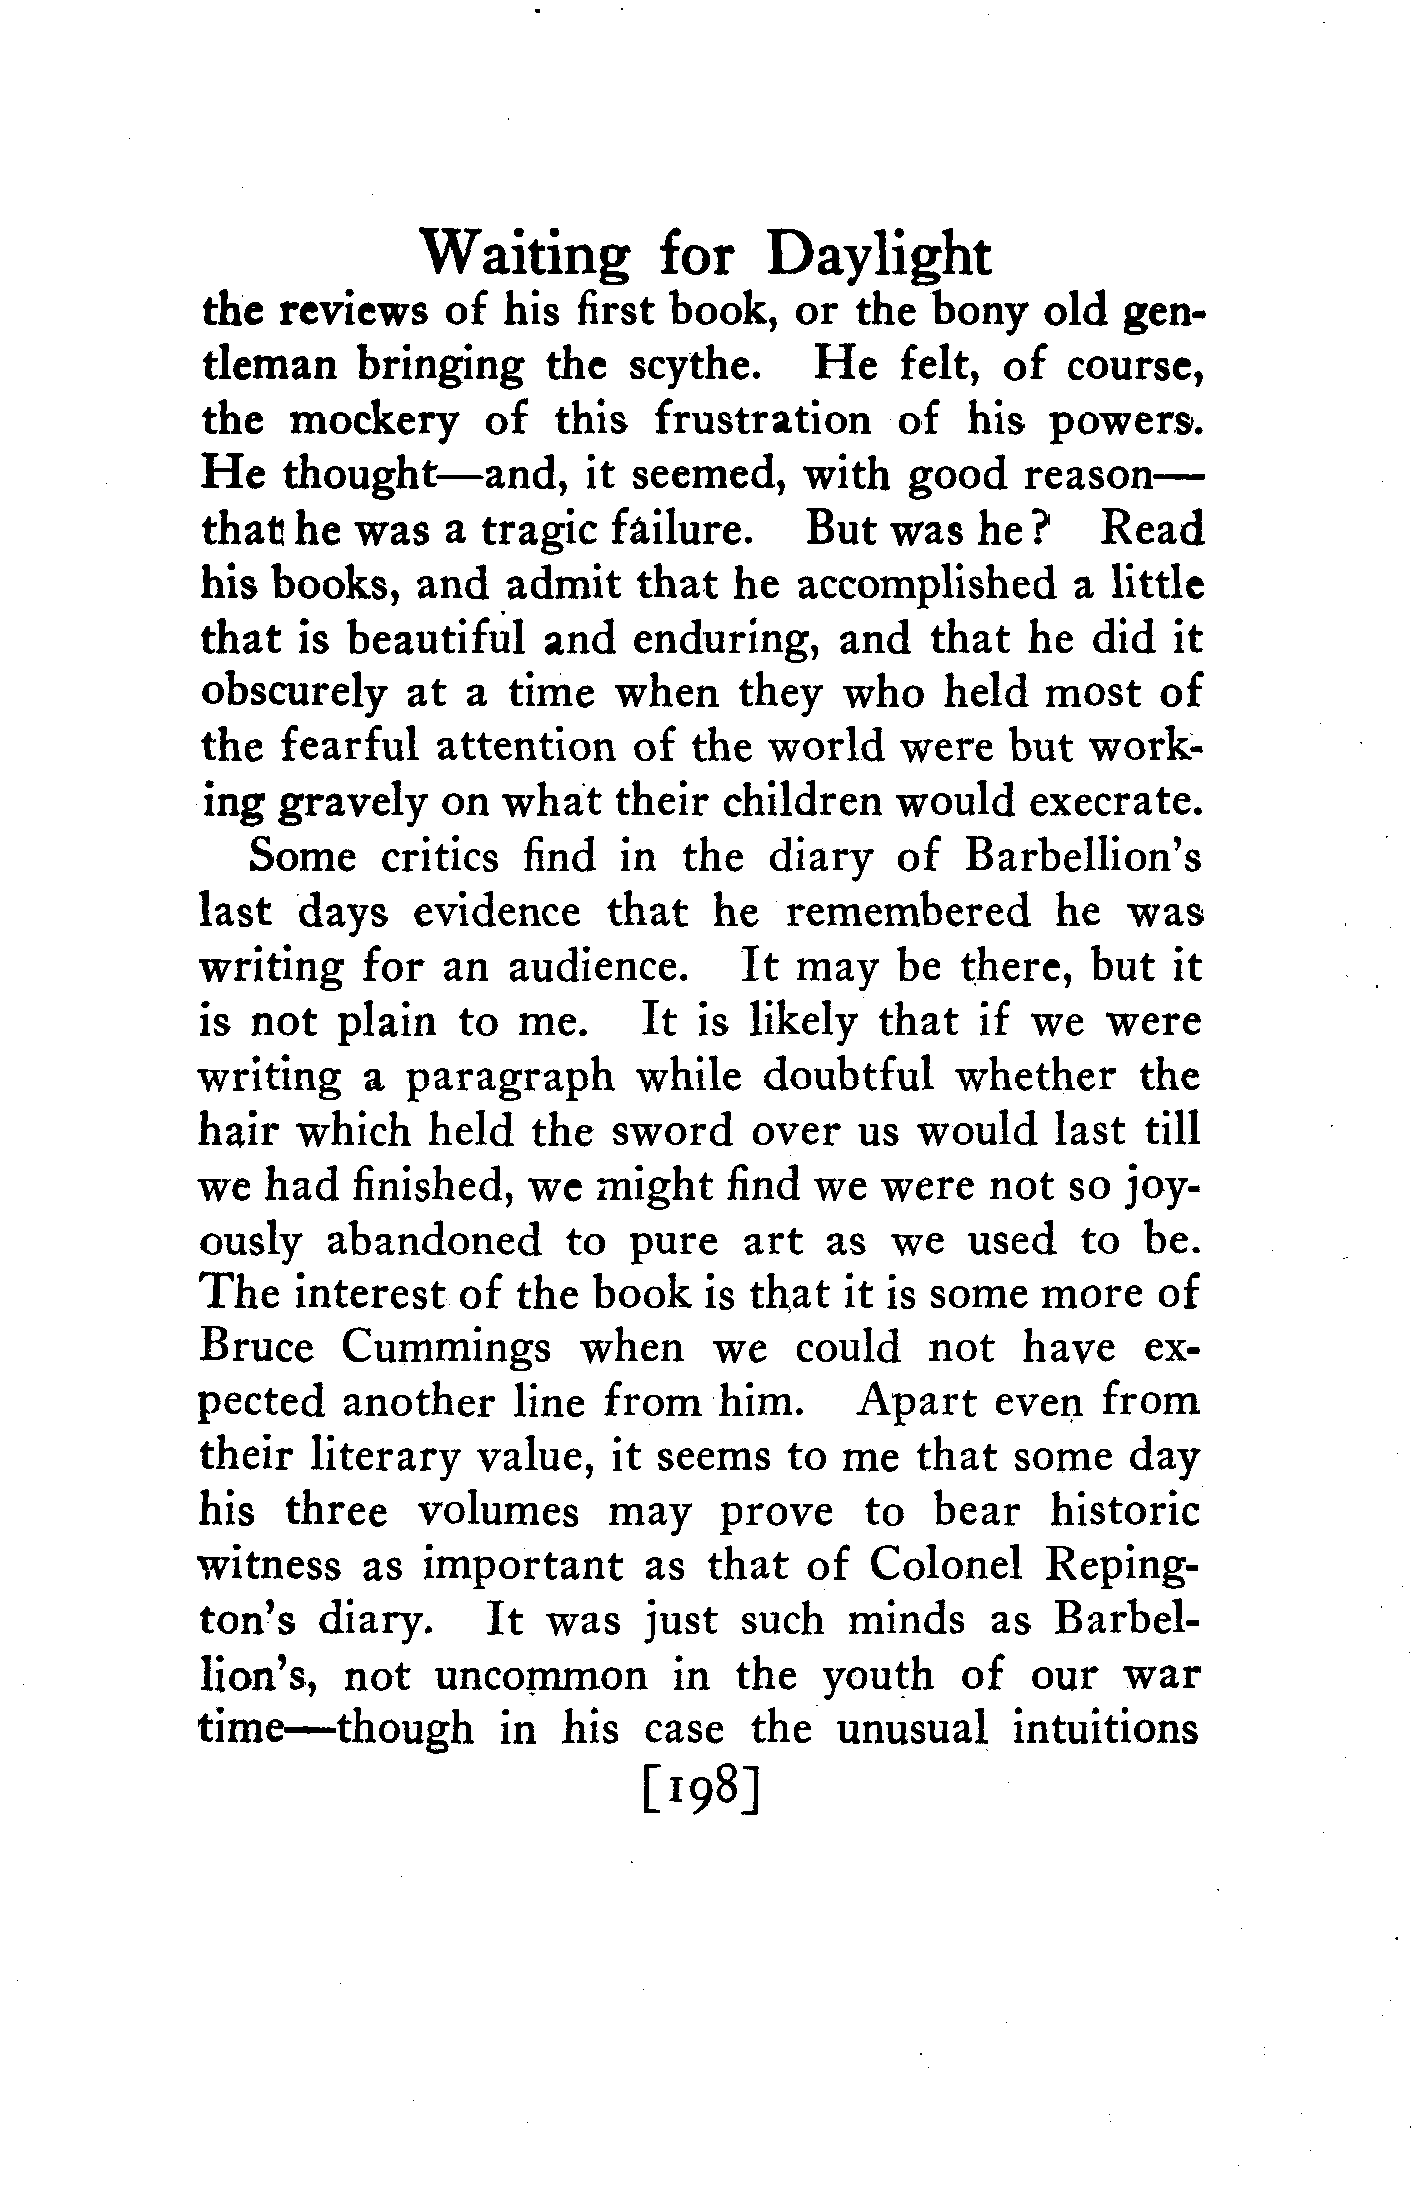 Waiting for Daylight
the reviews of his first book, or the bony old gen-
tleman bringing the scythe. He felt, of course,
the mockery of this frustration of his powers.
He thought—and, it seemed, with good reason—
that he was a tragic failure. But was he? Read
his books, and admit that he accomplished a little
that is beautiful and enduring, and that he did it
obscurely at a time when they who held most of
the fearful attention of the world were but work-
ing gravely on what their children would execrate.
Some critics find in the diary of Barbellion's
last days evidence that he remembered he was
writing for an audience. It may be there, but it
is not plain to me. It is likely that if we were
writing a paragraph while doubtful whether the
hair which held the sword over us would last till
we had finished, we might find we were not so joy-
ously abandoned to pure art as we used to be.
The interest of the book is that it is some more of
Bruce Cummings when we could not have ex-
pected another line from him. Apart even from
their literary value, it seems to me that some day
his three volumes may prove to bear historic
witness as important as that of Colonel Reping-
ton's diary. It was just such minds as Barbel-
lion's, not uncommon in the youth of our war
time—though in his case the unusual intuitions
[198]